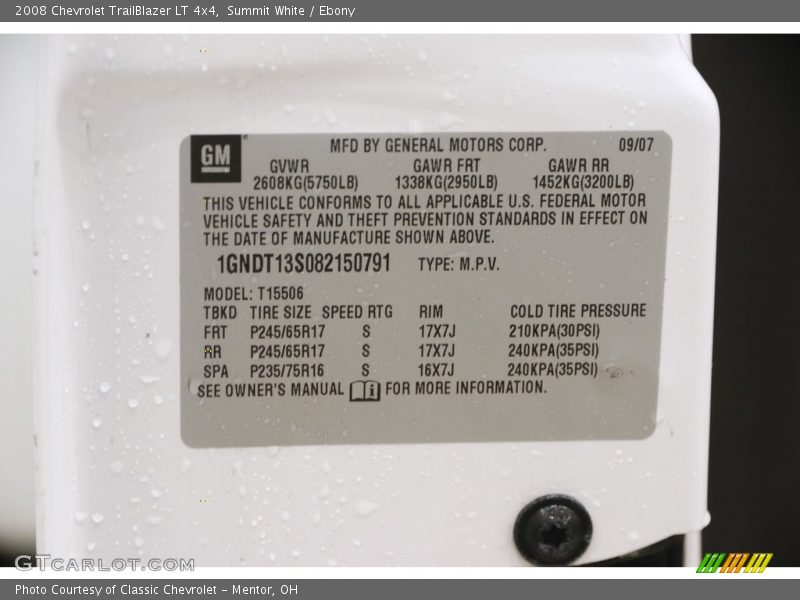 2008 Chevrolet TrailBlazer LT 4x4, Summit White / Ebony
GM MFD BY GENERAL MOTORS CORP. 09/07
GVWR GAWR FRT GAWR RR
2608KG(5750LB) 1338KG(2950LB) 1452KG(3200LB)
THIS VEHICLE CONFORMS TO ALL APPLICABLE U.S. FEDERAL MOTOR
VEHICLE SAFETY AND THEFT PREVENTION STANDARDS IN EFFECT ON
THE DATE OF MANUFACTURE SHOWN ABOVE.
1GNDT13S082150791 TYPE: M.P.V.
MODEL: T15506
TBKD TIRE SIZE SPEED RTG RIM COLD TIRE PRESSURE
FRT P245/65R17 S 17X7J 210KPA(30PSI)
RR P245/65R17 S 17X7J 240KPA(35PSI)
SPA P235/75R16 S 16X7J 240KPA(35PSI)
SEE OWNER'S MANUAL FOR MORE INFORMATION.
GTCARLOT.COM
Photo Courtesy of Classic Chevrolet - Mentor, OH